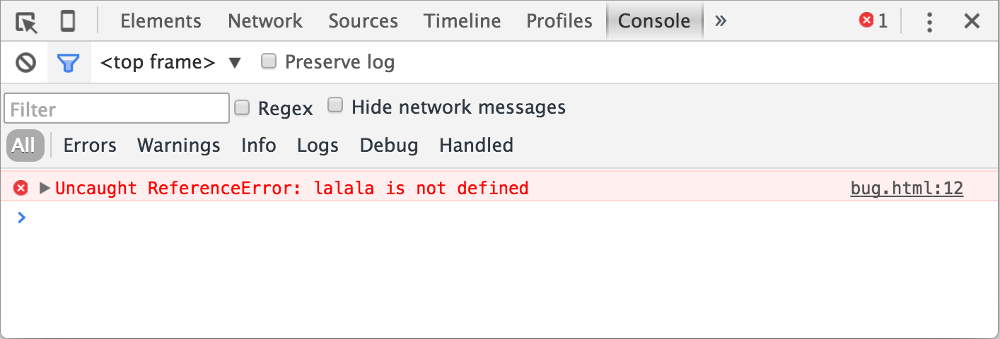 Elements Network Sources Timeline Profiles Console » 1
<top frame> ▼ Preserve log
Filter Regex Hide network messages
All Errors Warnings Info Logs Debug Handled
Uncaught ReferenceError: lalala is not defined bug.html:12